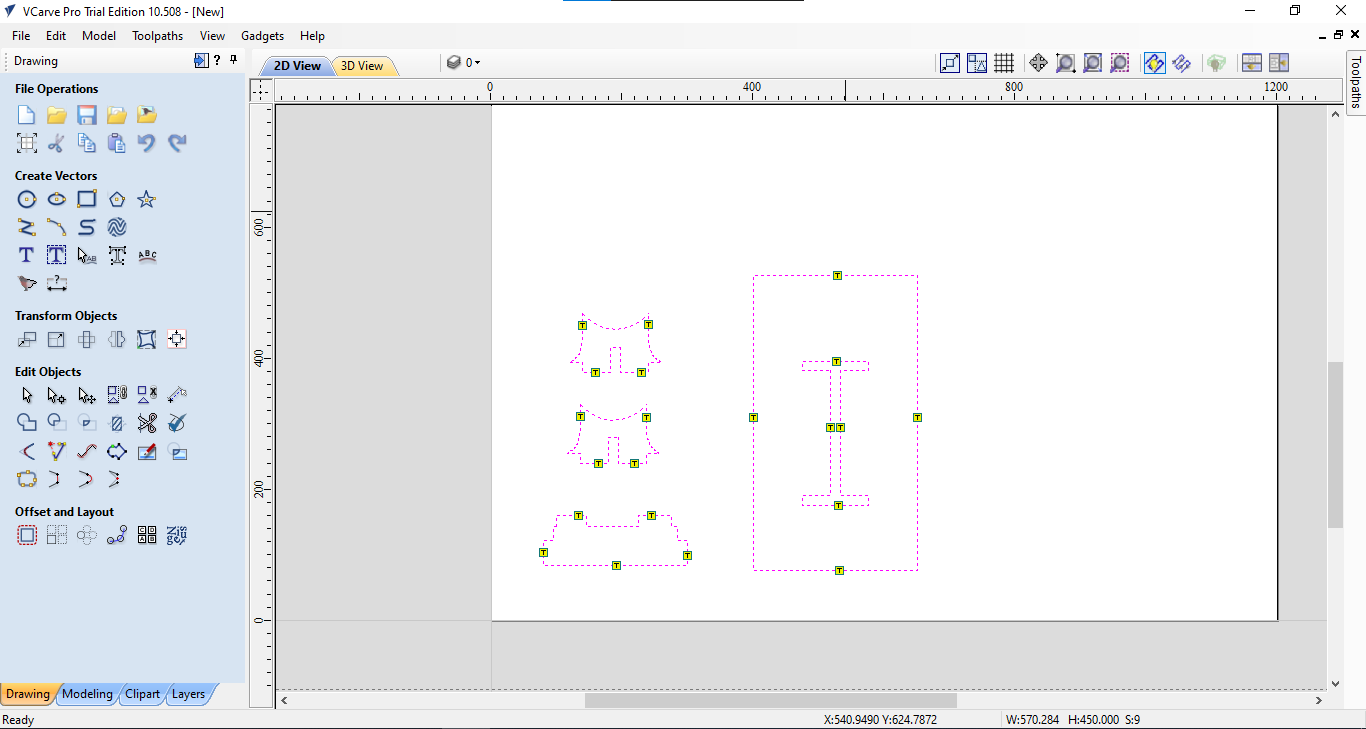 VCarve Pro Trial Edition 10.508 - [New]
File Edit Model Toolpaths View Gadgets Help
Drawing
2D View 3D View 0
Toolpaths
File Operations
Create Vectors
T T T
ABC
Transform Objects
Edit Objects
Offset and Layout
0 400 800 1200
600
400
200
0
T T T T
T T T T
T T T T T
T T T T
T T T T
Drawing Modeling Clipart Layers
Ready X:540.9490 Y:624.7872 W:570.284 H:450.000 S:9